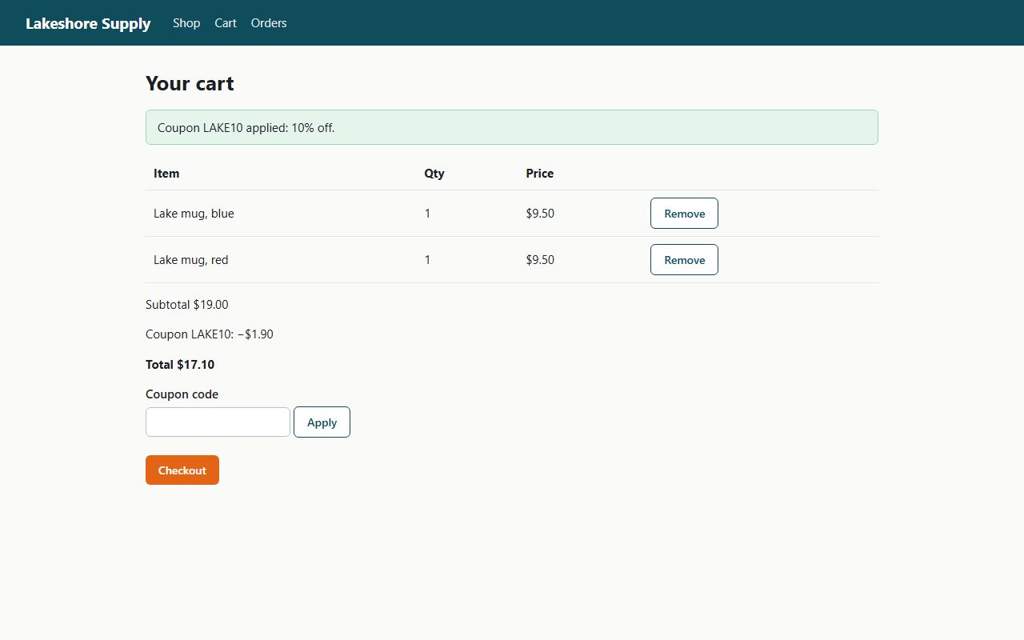 Lakeshore Supply Shop Cart Orders
Your cart
Coupon LAKE10 applied: 10% off.
Item Qty Price
Lake mug, blue 1 $9.50 Remove
Lake mug, red 1 $9.50 Remove
Subtotal $19.00
Coupon LAKE10: −$1.90
Total $17.10
Coupon code
Apply
Checkout